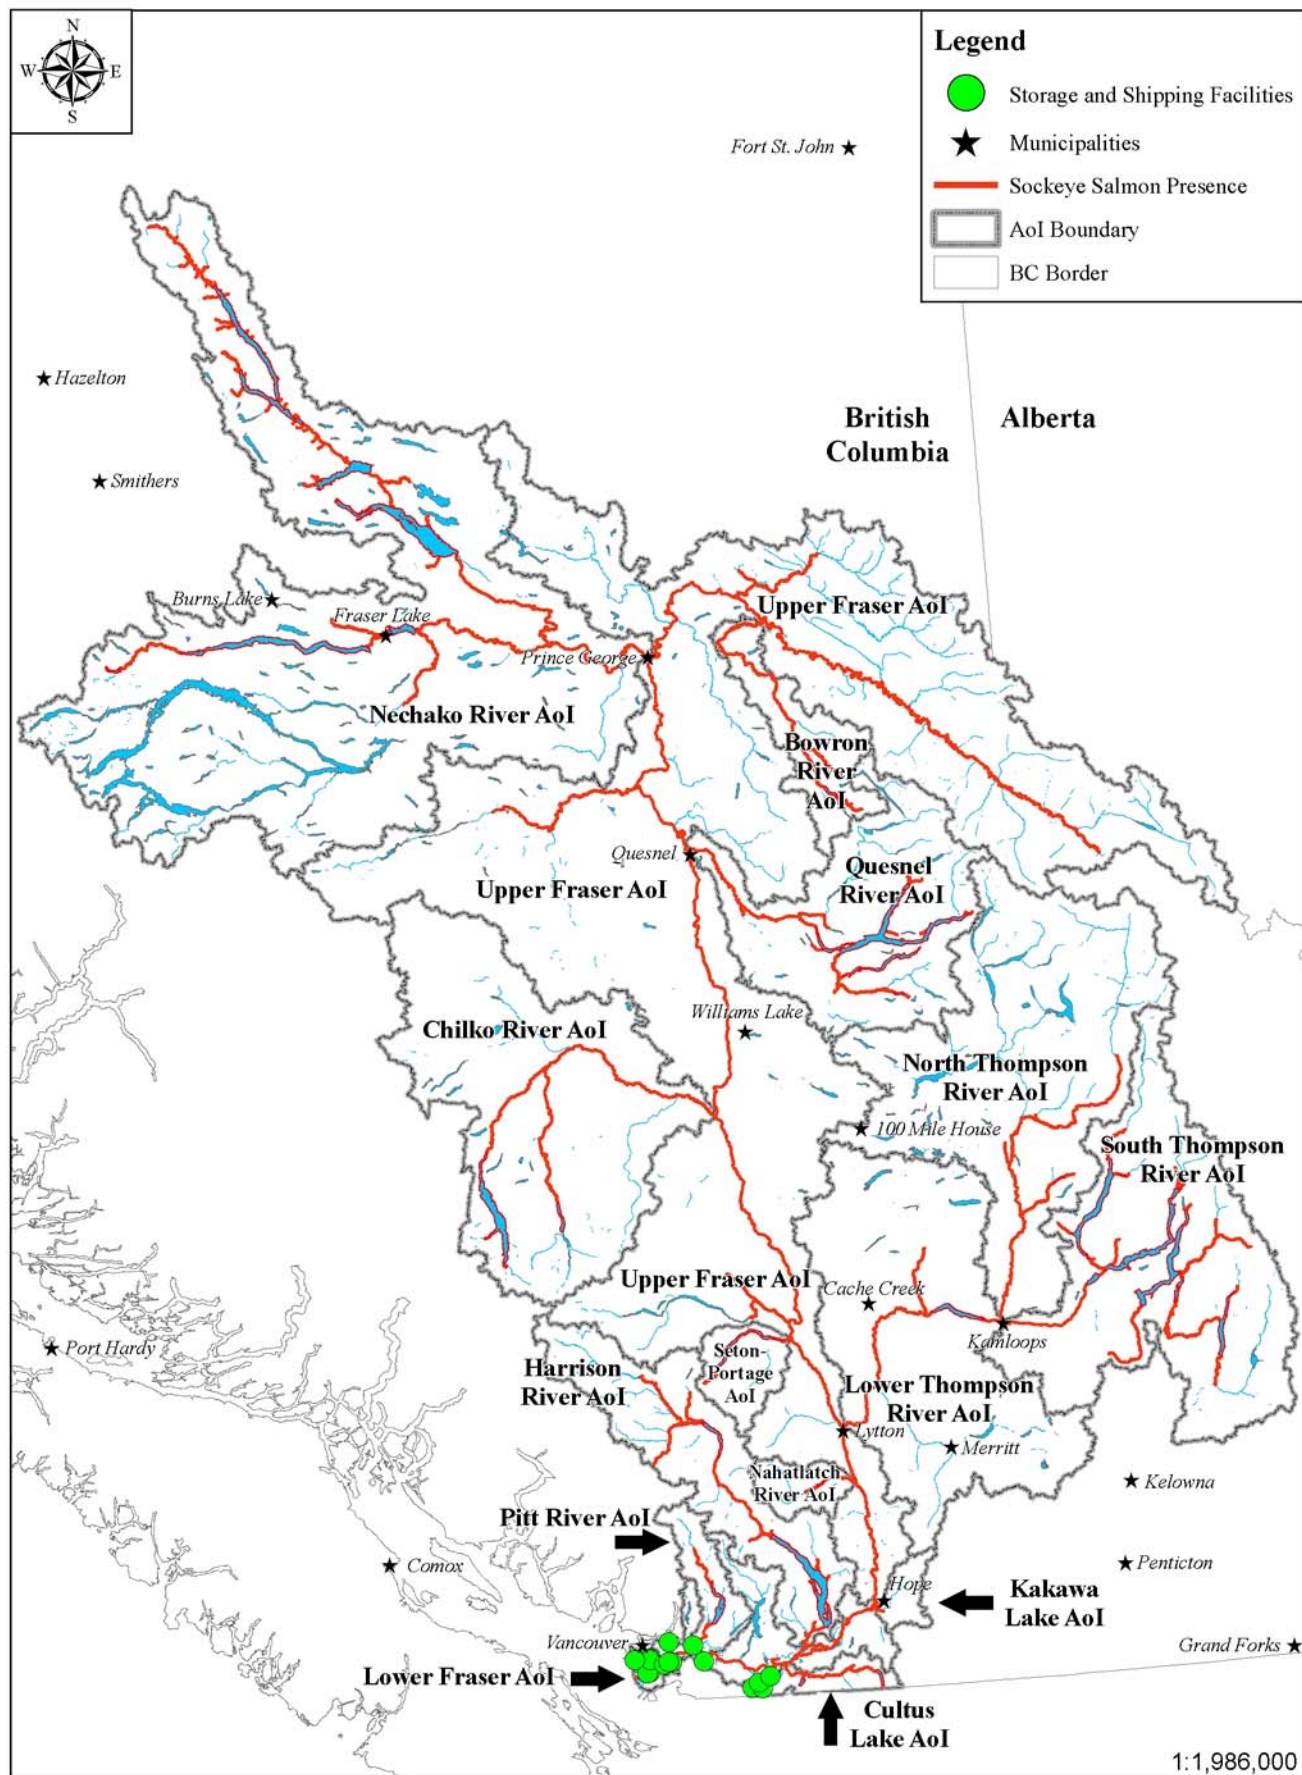 N
W
E
S
Legend
Storage and Shipping Facilities
Municipalities
Sockeye Salmon Presence
AoI Boundary
BC Border
Fort St. John
Hazelton
British
Columbia
Alberta
Smithers
Burns Lake
Fraser Lake
Upper Fraser AoI
Prince George
Nechako River AoI
Bowron
River
AoI
Quesnel
Quesnel
River AoI
Upper Fraser AoI
Williams Lake
Chilko River AoI
North Thompson
River AoI
100 Mile House
South Thompson
River AoI
Upper Fraser AoI
Cache Creek
Port Hardy
Kamloops
Seton-
Portage
AoI
Harrison
River AoI
Lower Thompson
River AoI
Lytton
Merritt
Nahatlatch
River AoI
Kelowna
Pitt River AoI
Comox
Penticton
Hope
Kakawa
Lake AoI
Vancouver
Grand Forks
Lower Fraser AoI
Cultus
Lake AoI
1:1,986,000